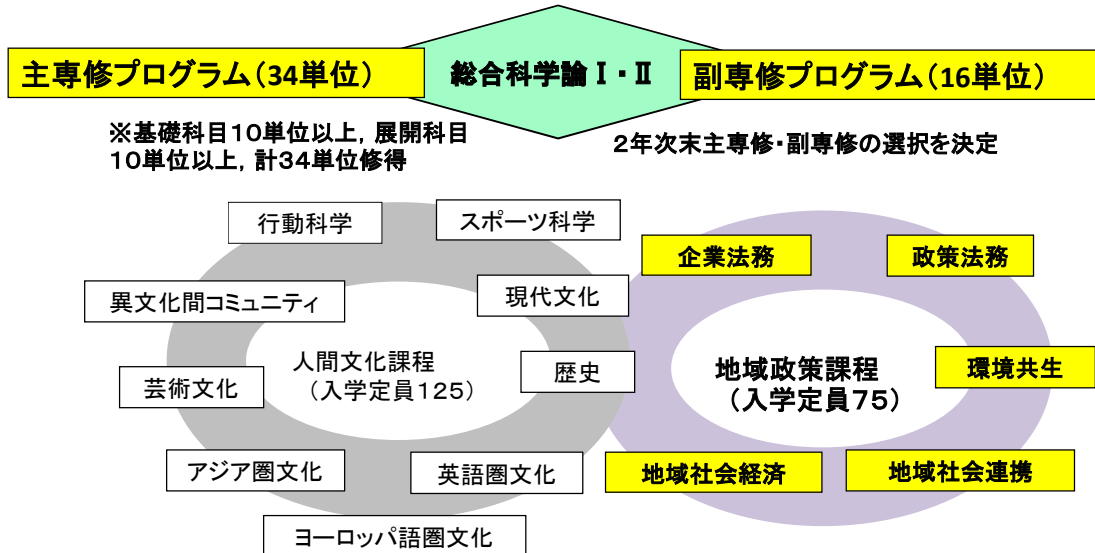 主専修プログラム(34単位)
総合科学論Ⅰ・Ⅱ
副専修プログラム(16単位)
※基礎科目10単位以上, 展開科目
10単位以上, 計34単位修得
2年次末主専修・副専修の選択を決定
行動科学
スポーツ科学
企業法務
政策法務
異文化間コミュニティ
現代文化
人間文化課程
(入学定員125)
歴史
地域政策課程
(入学定員75)
環境共生
芸術文化
アジア圏文化
英語圏文化
地域社会経済
地域社会連携
ヨーロッパ語圏文化